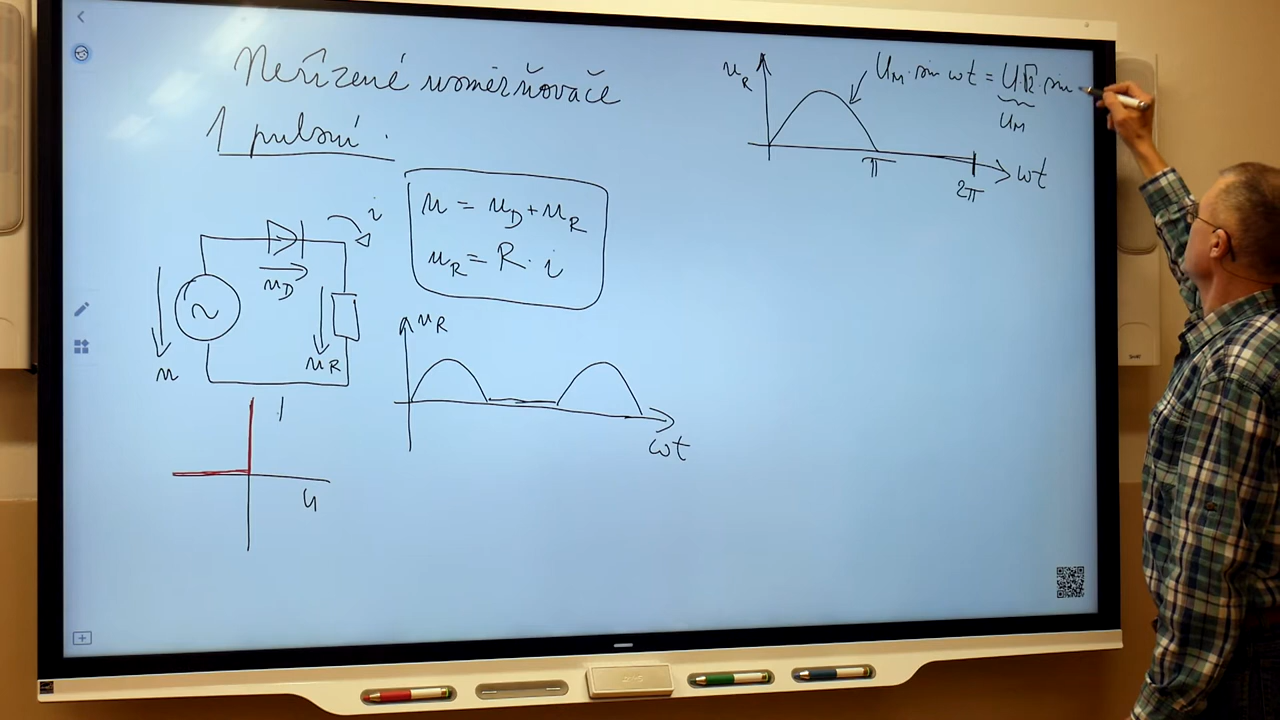 Neřízené usměrňovače
1 pulsní
u = u_D + u_R
u_R = R · i
i
u_D
u_R
u
I
U
u_R
ωt
u_R
U_M · sin ωt = U√2 · sin
U_M
π
2π
ωt